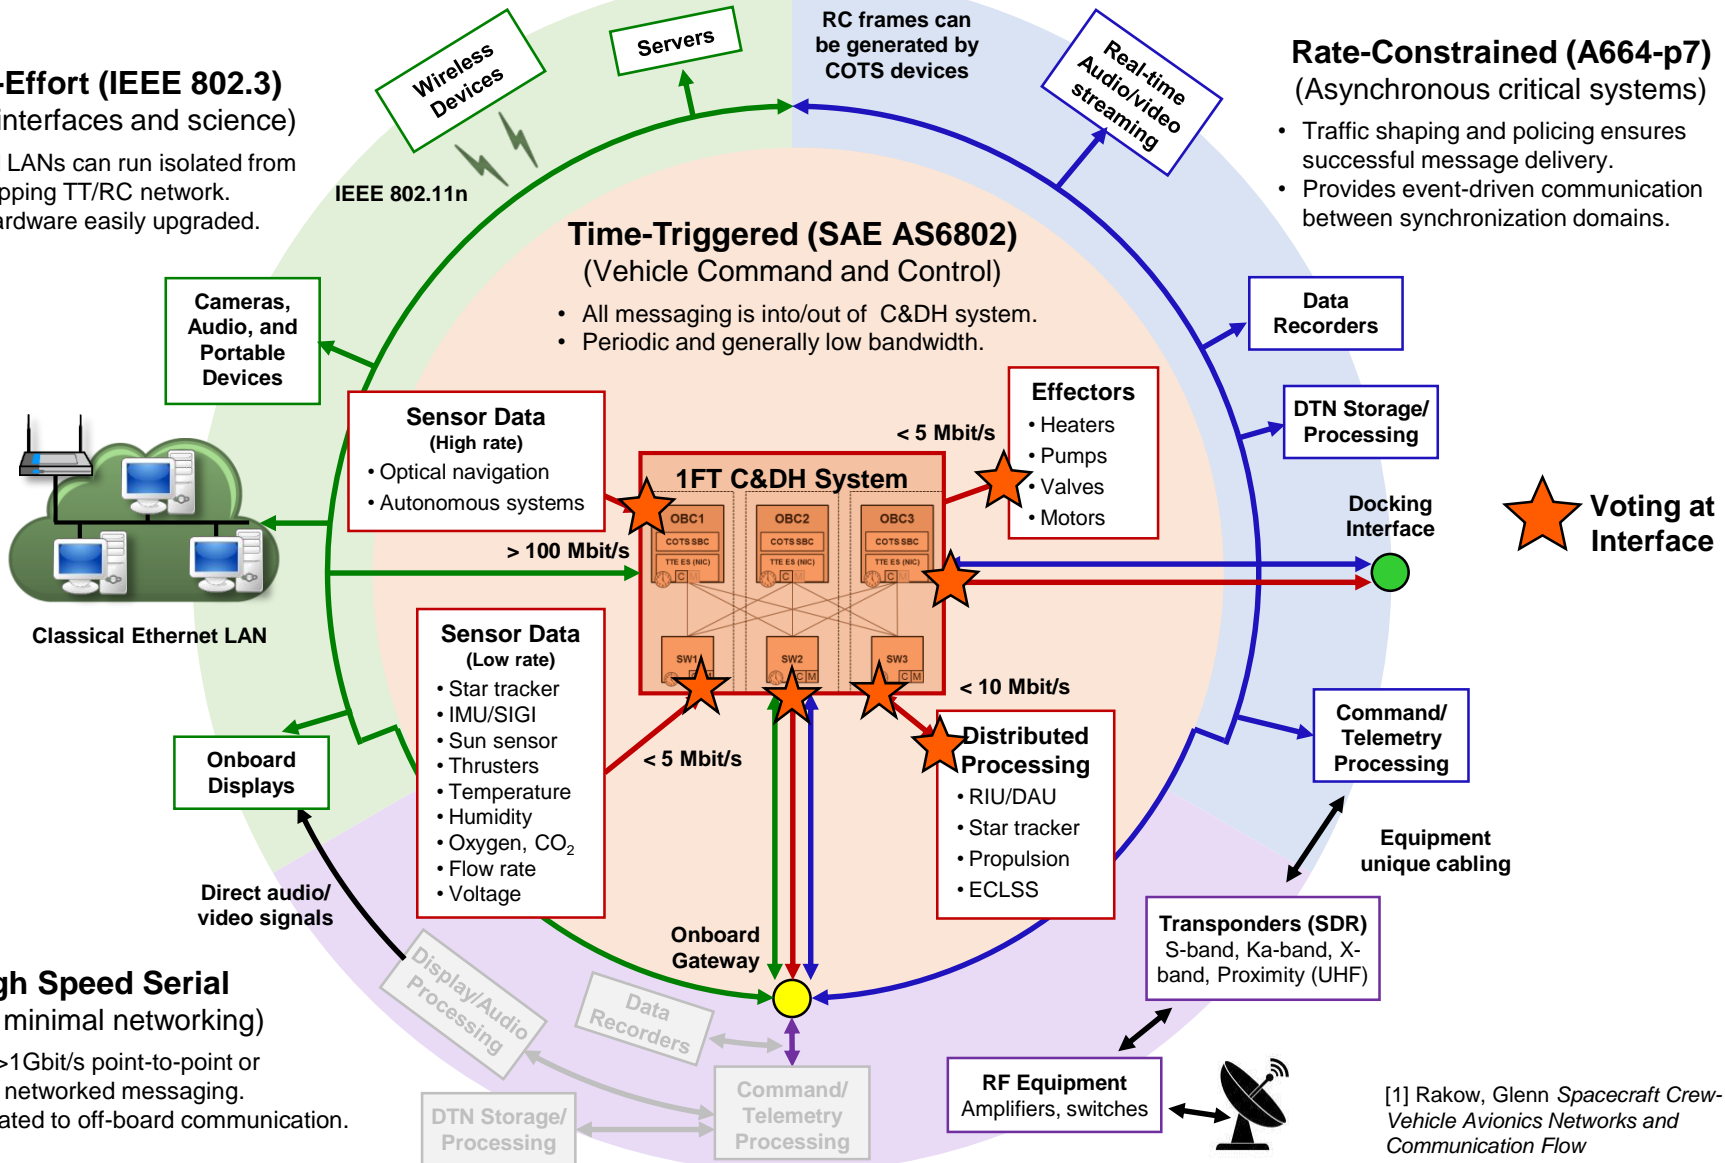 -Effort (IEEE 802.3)
interfaces and science)
LANs can run isolated from
pping TT/RC network.
ardware easily upgraded.
Wireless
Devices
Servers
IEEE 802.11n
RC frames can
be generated by
COTS devices
Real-time
Audio/video
streaming
Rate-Constrained (A664-p7)
(Asynchronous critical systems)
• Traffic shaping and policing ensures
successful message delivery.
• Provides event-driven communication
between synchronization domains.
Time-Triggered (SAE AS6802)
(Vehicle Command and Control)
• All messaging is into/out of C&DH system.
• Periodic and generally low bandwidth.
Cameras,
Audio, and
Portable
Devices
Data
Recorders
DTN Storage/
Processing
Sensor Data
(High rate)
• Optical navigation
• Autonomous systems
< 5 Mbit/s
Effectors
• Heaters
• Pumps
• Valves
• Motors
1FT C&DH System
OBC1
COTS SBC
TTE ES (NIC)
C M
OBC2
COTS SBC
TTE ES (NIC)
C M
OBC3
COTS SBC
TTE ES (NIC)
C M
SW1
C M
SW2
C M
SW3
C M
> 100 Mbit/s
Docking
Interface
Voting at
Interface
Classical Ethernet LAN
Sensor Data
(Low rate)
• Star tracker
• IMU/SIGI
• Sun sensor
• Thrusters
• Temperature
• Humidity
• Oxygen, CO2
• Flow rate
• Voltage
< 5 Mbit/s
< 10 Mbit/s
Distributed
Processing
• RIU/DAU
• Star tracker
• Propulsion
• ECLSS
Command/
Telemetry
Processing
Onboard
Displays
Equipment
unique cabling
Direct audio/
video signals
Onboard
Gateway
Transponders (SDR)
S-band, Ka-band, X-
band, Proximity (UHF)
gh Speed Serial
minimal networking)
>1Gbit/s point-to-point or
networked messaging.
ated to off-board communication.
Display/Audio
Processing
Data
Recorders
DTN Storage/
Processing
Command/
Telemetry
Processing
RF Equipment
Amplifiers, switches
[1] Rakow, Glenn Spacecraft Crew-
Vehicle Avionics Networks and
Communication Flow